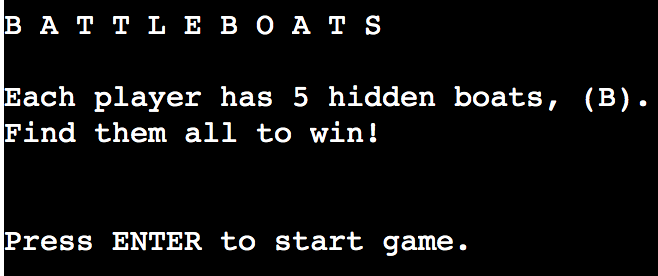 B A T T L E B O A T S
Each player has 5 hidden boats, (B).
Find them all to win!
Press ENTER to start game.